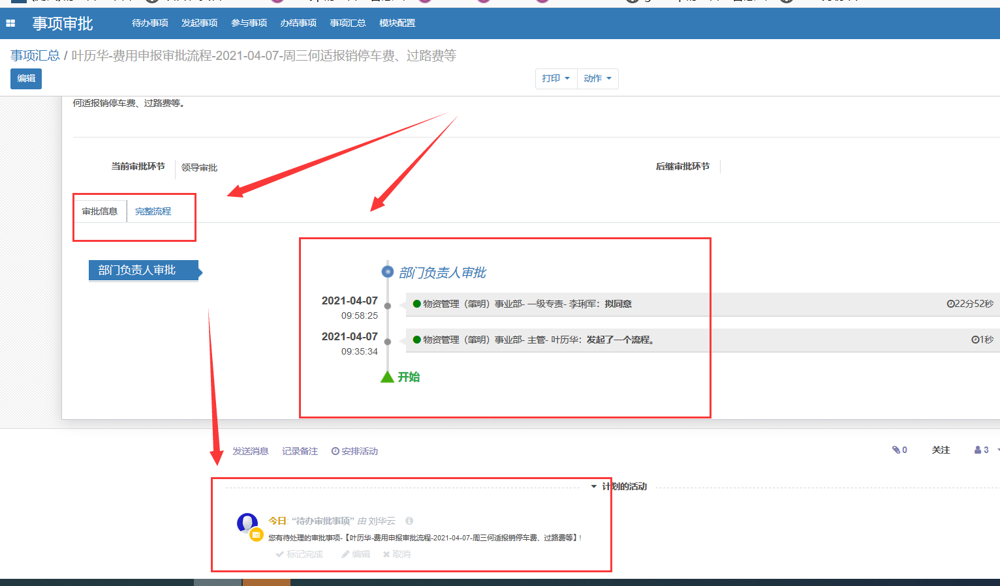 事项审批 待办事项 发起事项 参与事项 办结事项 事项汇总 模块配置
事项汇总 / 叶历华-费用申报审批流程-2021-04-07-周三何适报销停车费、过路费等
编辑 打印 动作
何适报销停车费、过路费等。
当前审批环节 领导审批 后继审批环节
审批信息 完整流程
部门负责人审批
部门负责人审批
2021-04-07
09:58:25
物资管理（肇明）事业部- 一级专责- 李琍军：拟同意 22分52秒
2021-04-07
09:35:34
物资管理（肇明）事业部- 主管- 叶历华：发起了一个流程。 1秒
开始
发送消息 记录备注 安排活动 0 关注 3
计划的活动
今日: “待办审批事项” 由 刘华云
您有待处理的审批事项-【叶历华-费用申报审批流程-2021-04-07-周三何适报销停车费、过路费等】!
标记完成 编辑 取消